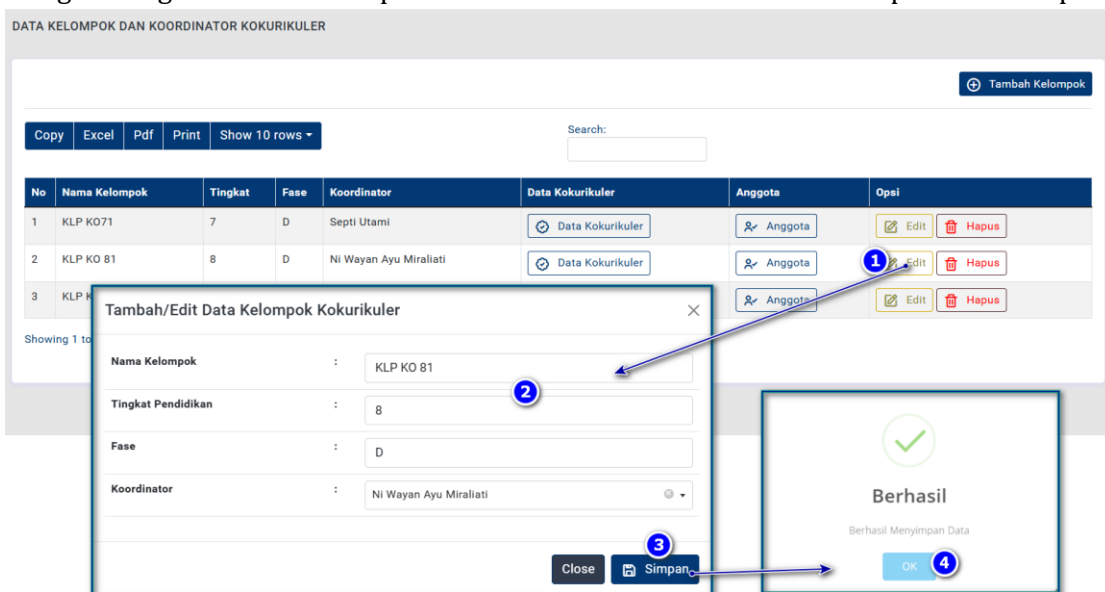 DATA KELOMPOK DAN KOORDINATOR KOKURIKULER
Tambah Kelompok
Copy Excel Pdf Print Show 10 rows
Search:
No Nama Kelompok Tingkat Fase Koordinator Data Kokurikuler Anggota Opsi
1 KLP KO71 7 D Septi Utami Data Kokurikuler Anggota Edit Hapus
2 KLP KO 81 8 D Ni Wayan Ayu Miraliati Data Kokurikuler Anggota 1 Edit Hapus
3 KLP Anggota Edit Hapus
Showing 1 to
Tambah/Edit Data Kelompok Kokurikuler
Nama Kelompok : KLP KO 81
2
Tingkat Pendidikan : 8
Fase : D
Koordinator : Ni Wayan Ayu Miraliati
3
Close Simpan
Berhasil
Berhasil Menyimpan Data
OK 4